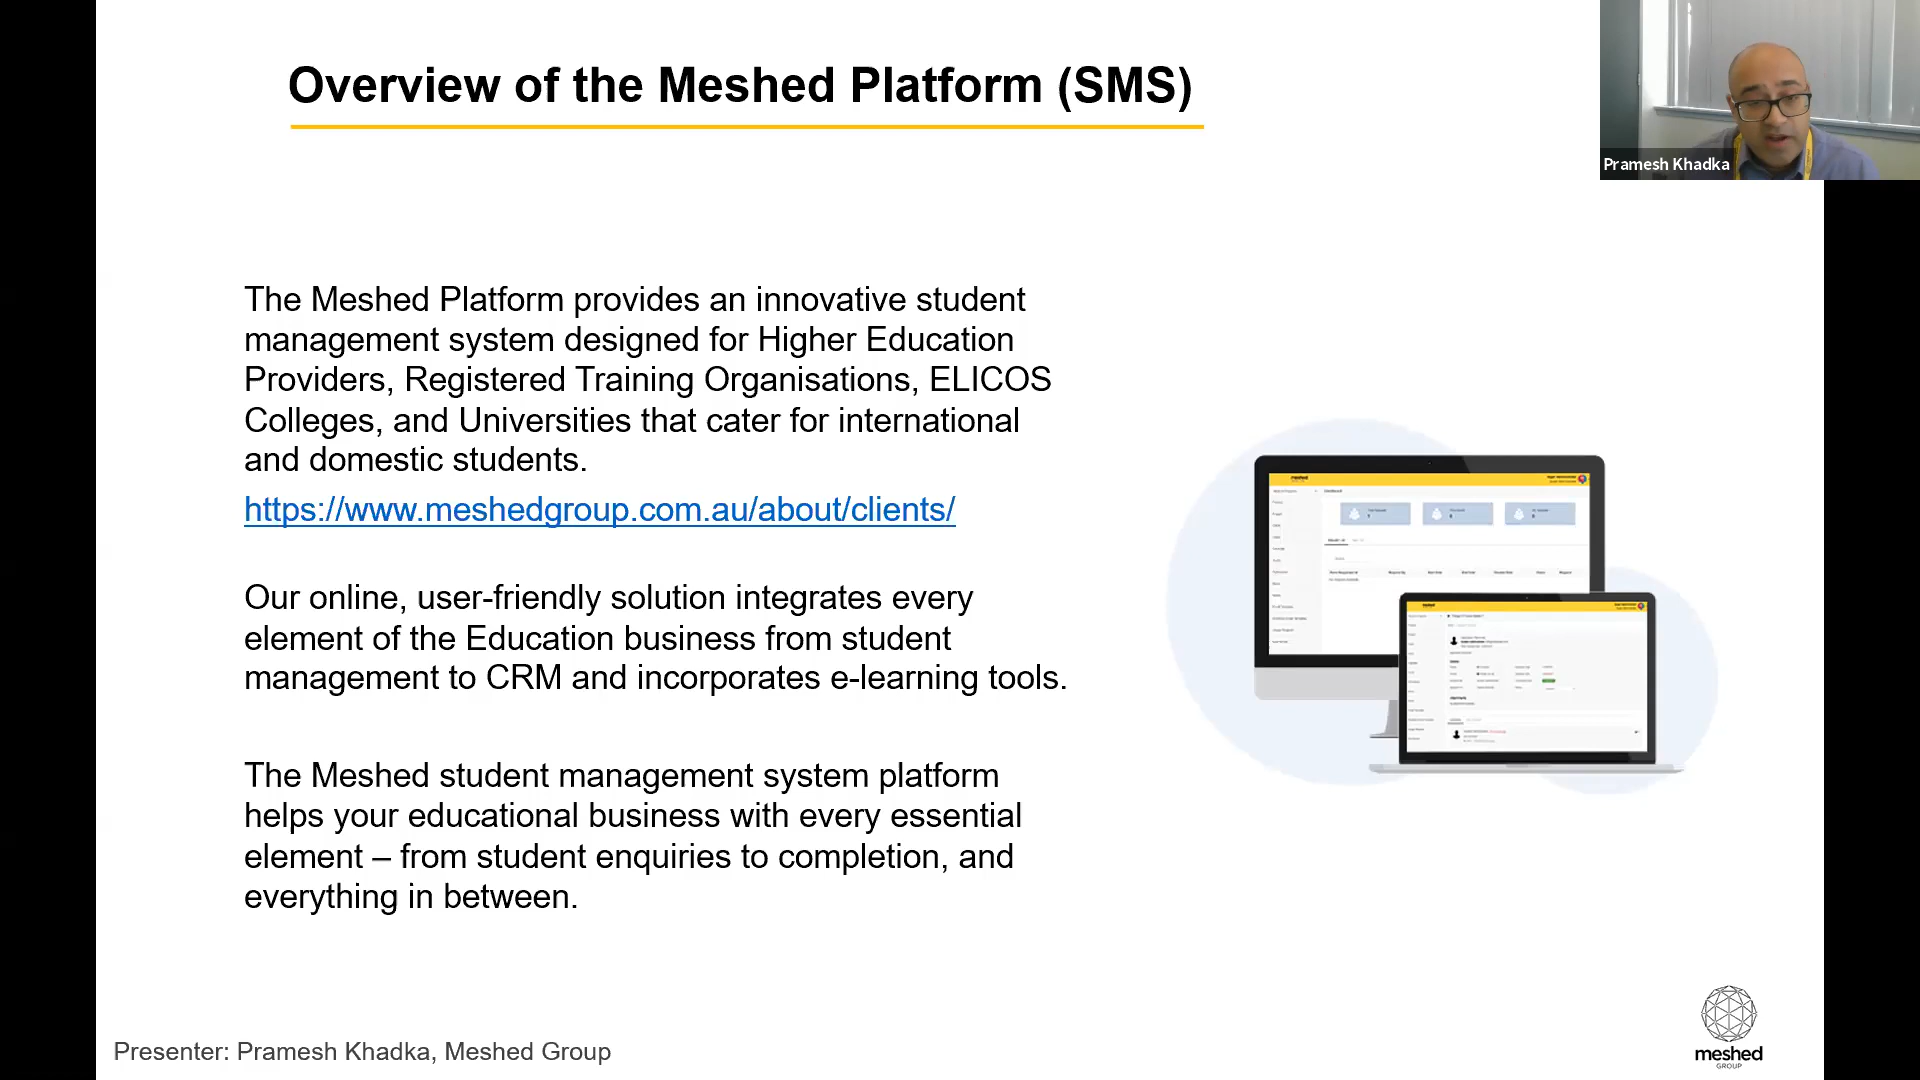 Overview of the Meshed Platform (SMS)
Pramesh Khadka
The Meshed Platform provides an innovative student
management system designed for Higher Education
Providers, Registered Training Organisations, ELICOS
Colleges, and Universities that cater for international
and domestic students.
https://www.meshedgroup.com.au/about/clients/
Our online, user-friendly solution integrates every
element of the Education business from student
management to CRM and incorporates e-learning tools.
The Meshed student management system platform
helps your educational business with every essential
element – from student enquiries to completion, and
everything in between.
meshed
meshed
Presenter: Pramesh Khadka, Meshed Group
meshed
GROUP